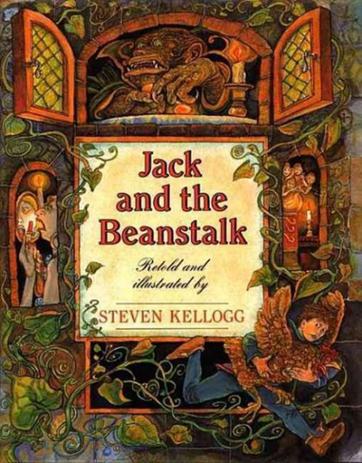 Jack
and the
Beanstalk
Retold and
illustrated by
STEVEN KELLOGG